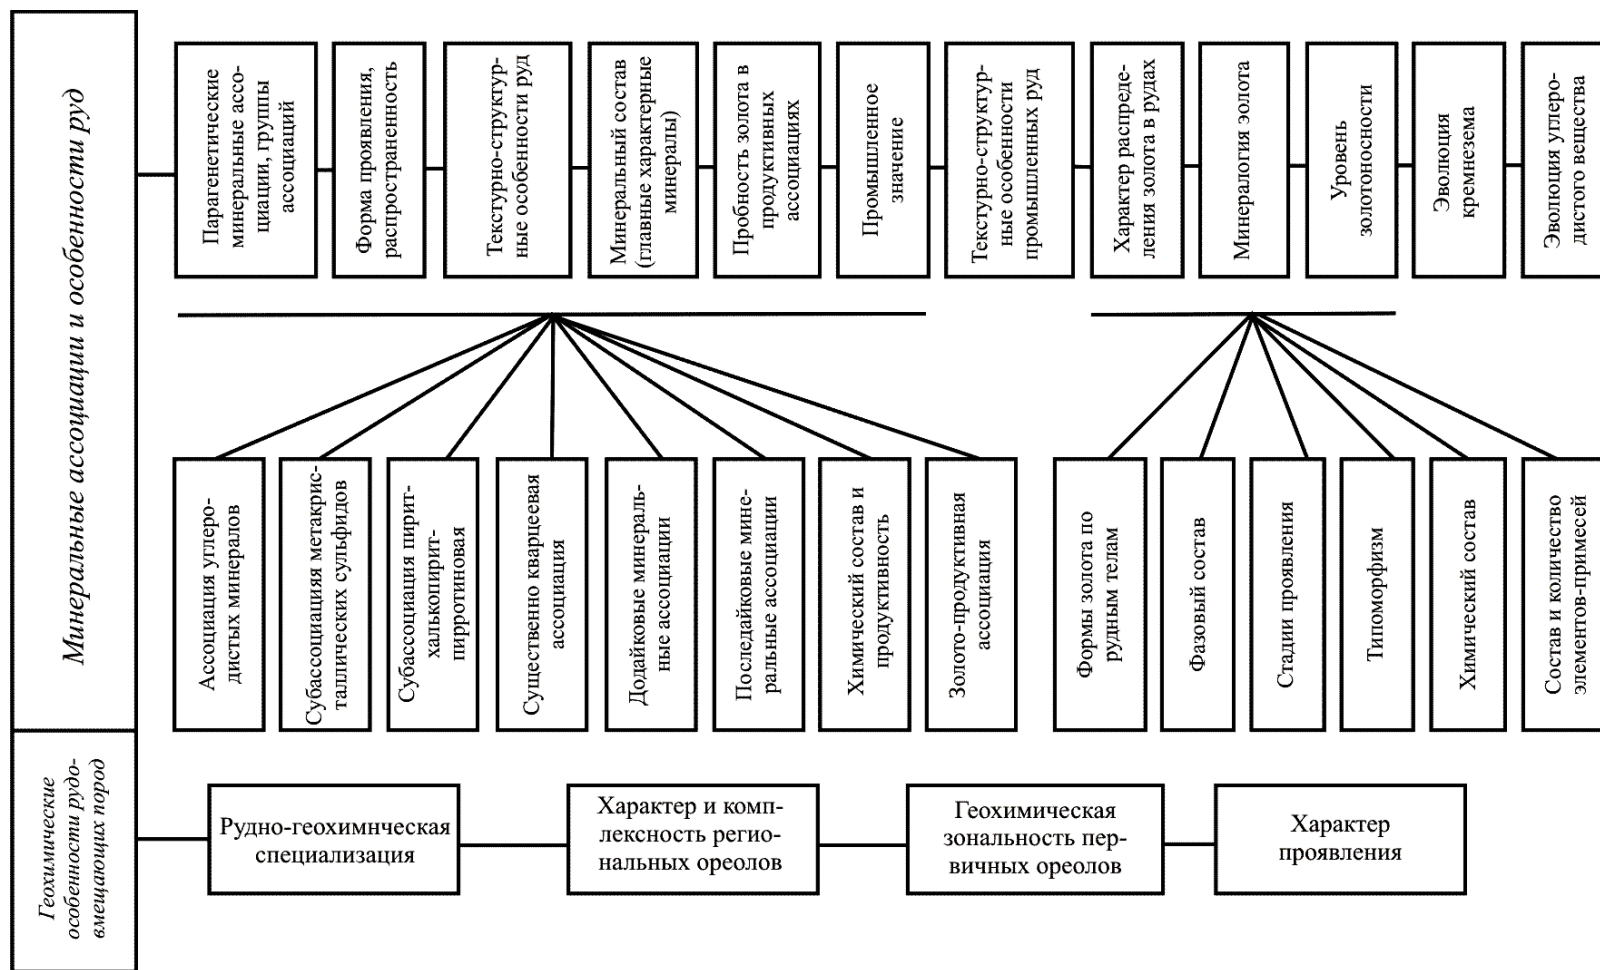 Минеральные ассоциации и особенности руд
Парагенетические
минеральные ассо-
циации, группы
ассоциаций
Форма проявления,
распространенность
Текстурно-структур-
ные особенности руд
Минеральный состав
(главные характерные
минералы)
Пробность золота в
продуктивных
ассоциациях
Промышленное
значение
Текстурно-структур-
ные особенности
промышленных руд
Характер распреде-
ления золота в рудах
Минералогия эолота
Уровень
золотоносности
Эволюция
кремнезема
Эволюция углеро-
дистого вещества
Ассоциация углеро-
дистых минералов
Субассоциацияя метакрис-
таллических сульфидов
Субассоциация пирит-
халькопирит-
пирротиновая
Существенно кварцеевая
ассоциация
Додайковые минераль-
ные ассоциации
Последайковые мине-
ральные ассоциации
Химический состав и
продуктивность
Золото-продуктивная
ассоциация
Формы золота по
рудным телам
Фазовый состав
Стадии проявления
Типоморфизм
Химический состав
Состав и количество
элементов-примесей
Геохимические
особенности рудо-
вмещающих пород
Рудно-геохимнческая
специализация
Характер и комп-
лексность регио-
нальных ореолов
Геохимическая
зональность пер-
вичных ореолов
Характер
проявления